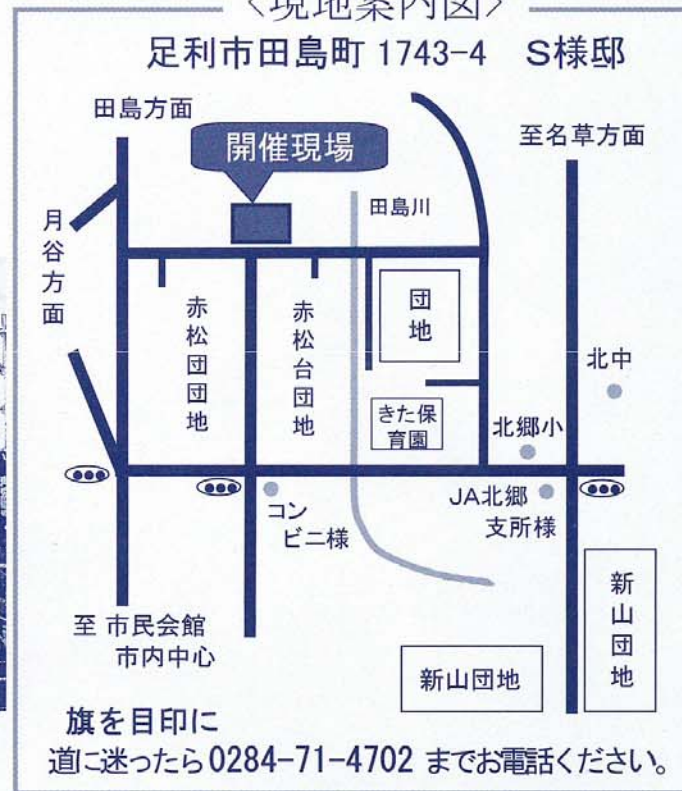 〈現地案内図〉
足利市田島町 1743-4 S様邸
田島方面
開催現場
至名草方面
田島川
月谷方面
赤松団団地
赤松台団地
団地
北中
きた保
育園
北郷小
コン
ビニ様
JA北郷
支所様
新山団地
至 市民会館
市内中心
新山団地
旗を目印に
道に迷ったら0284-71-4702 までお電話ください。